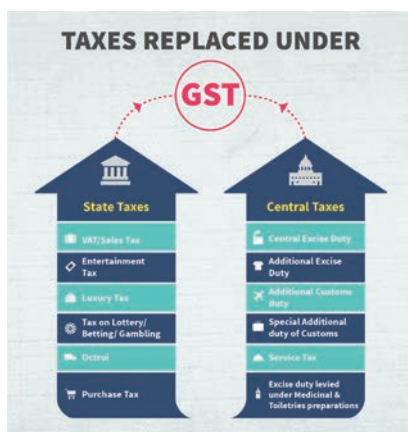 TAXES REPLACED UNDER
GST
State Taxes
VAT/Sales Tax
Entertainment
Tax
Luxury Tax
Tax on Lottery/
Betting/ Gambling
Octroi
Purchase Tax
Central Taxes
Central Excise Duty
Additional Excise
Duty
Additional Customs
duty
Special Additional
duty of Customs
Service Tax
Excise duty levied
under Medicinal &
Toiletries preparations